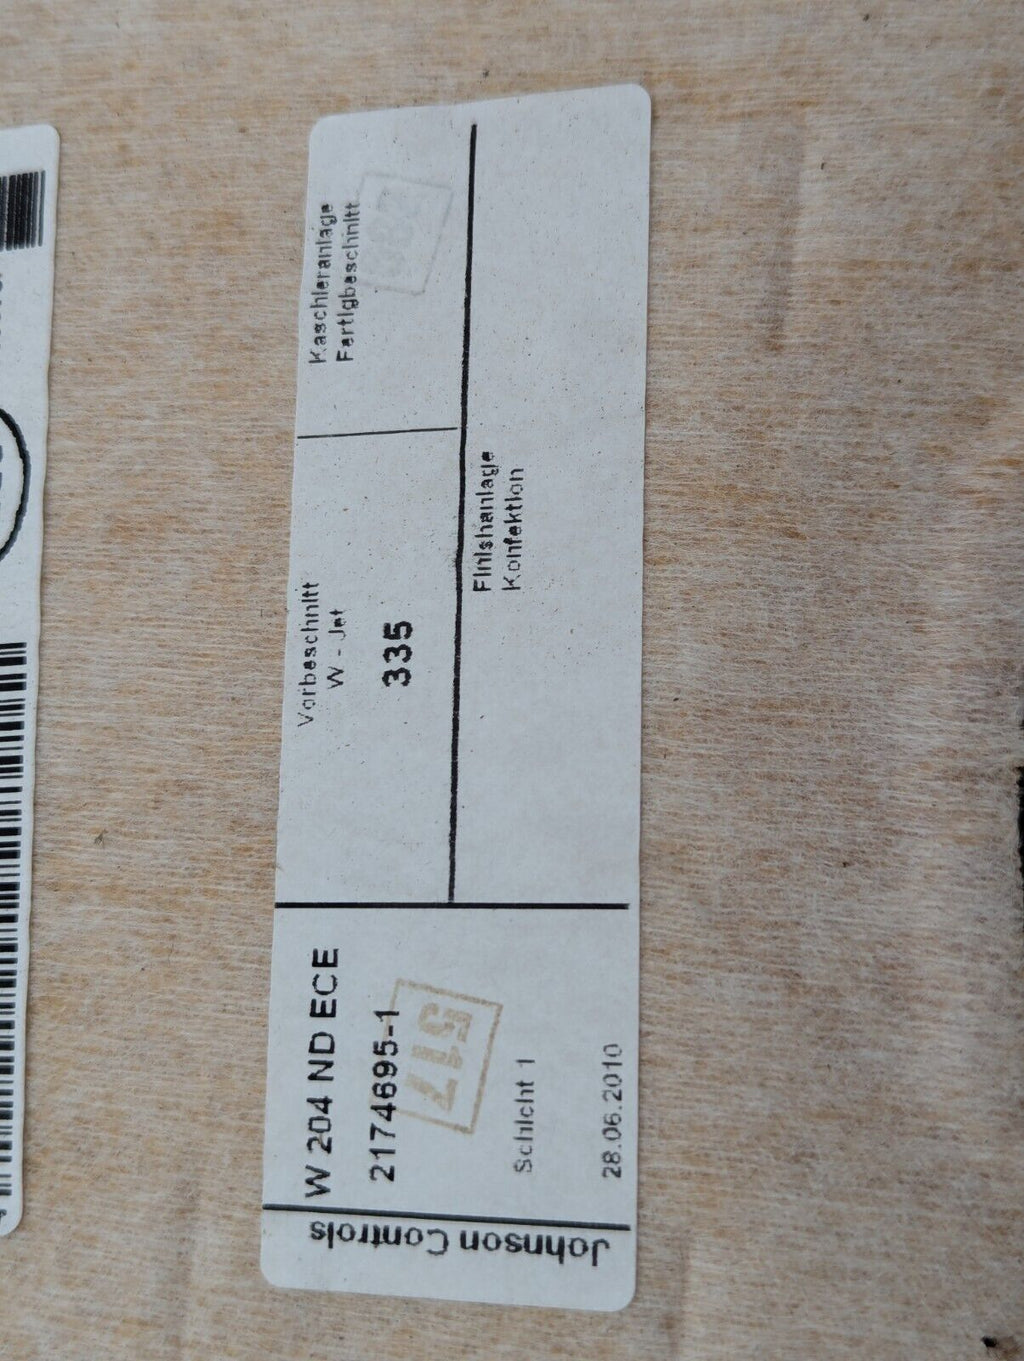 Johnson Controls
W 204 ND ECE
2174695-1
517
Schicht 1
28.06.2010
Vorbeschnitt
W - Jet
335
Kaschieranlage
Fertigbeschnitt
Finishanlage
Konfektion